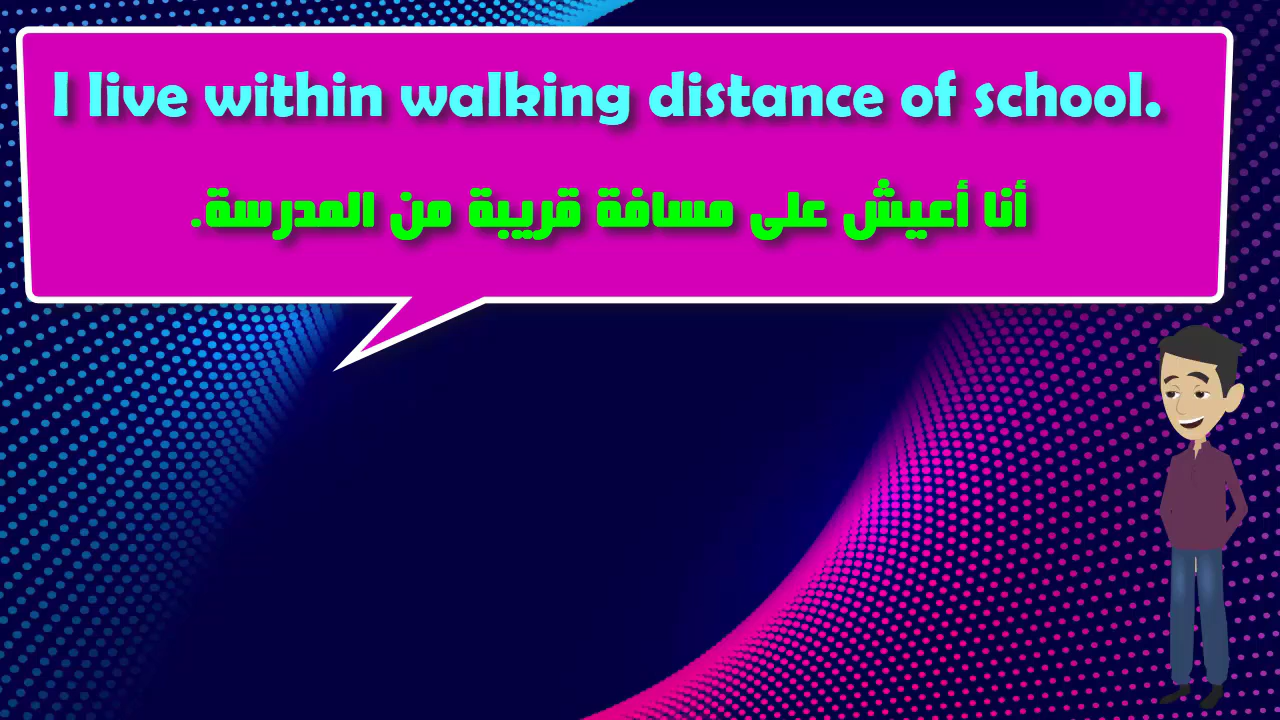 I live within walking distance of school.
أنا أعيش على مسافة قريبة من المدرسة.